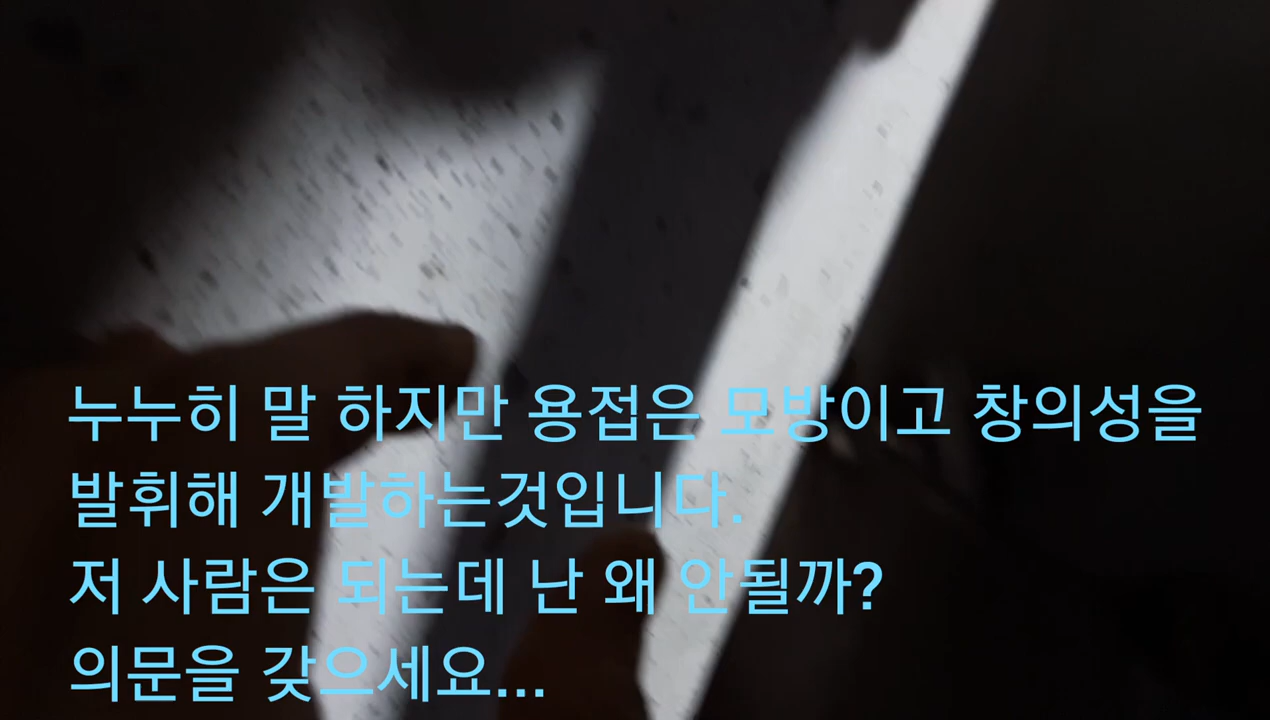 누누히 말 하지만 용접은 모방이고 창의성을
발휘해 개발하는것입니다.
저 사람은 되는데 난 왜 안될까?
의문을 갖으세요...